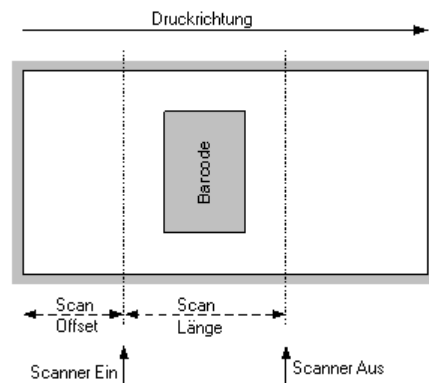 Druckrichtung
Barcode
Scan
Offset
Scan
Länge
Scanner Ein
Scanner Aus